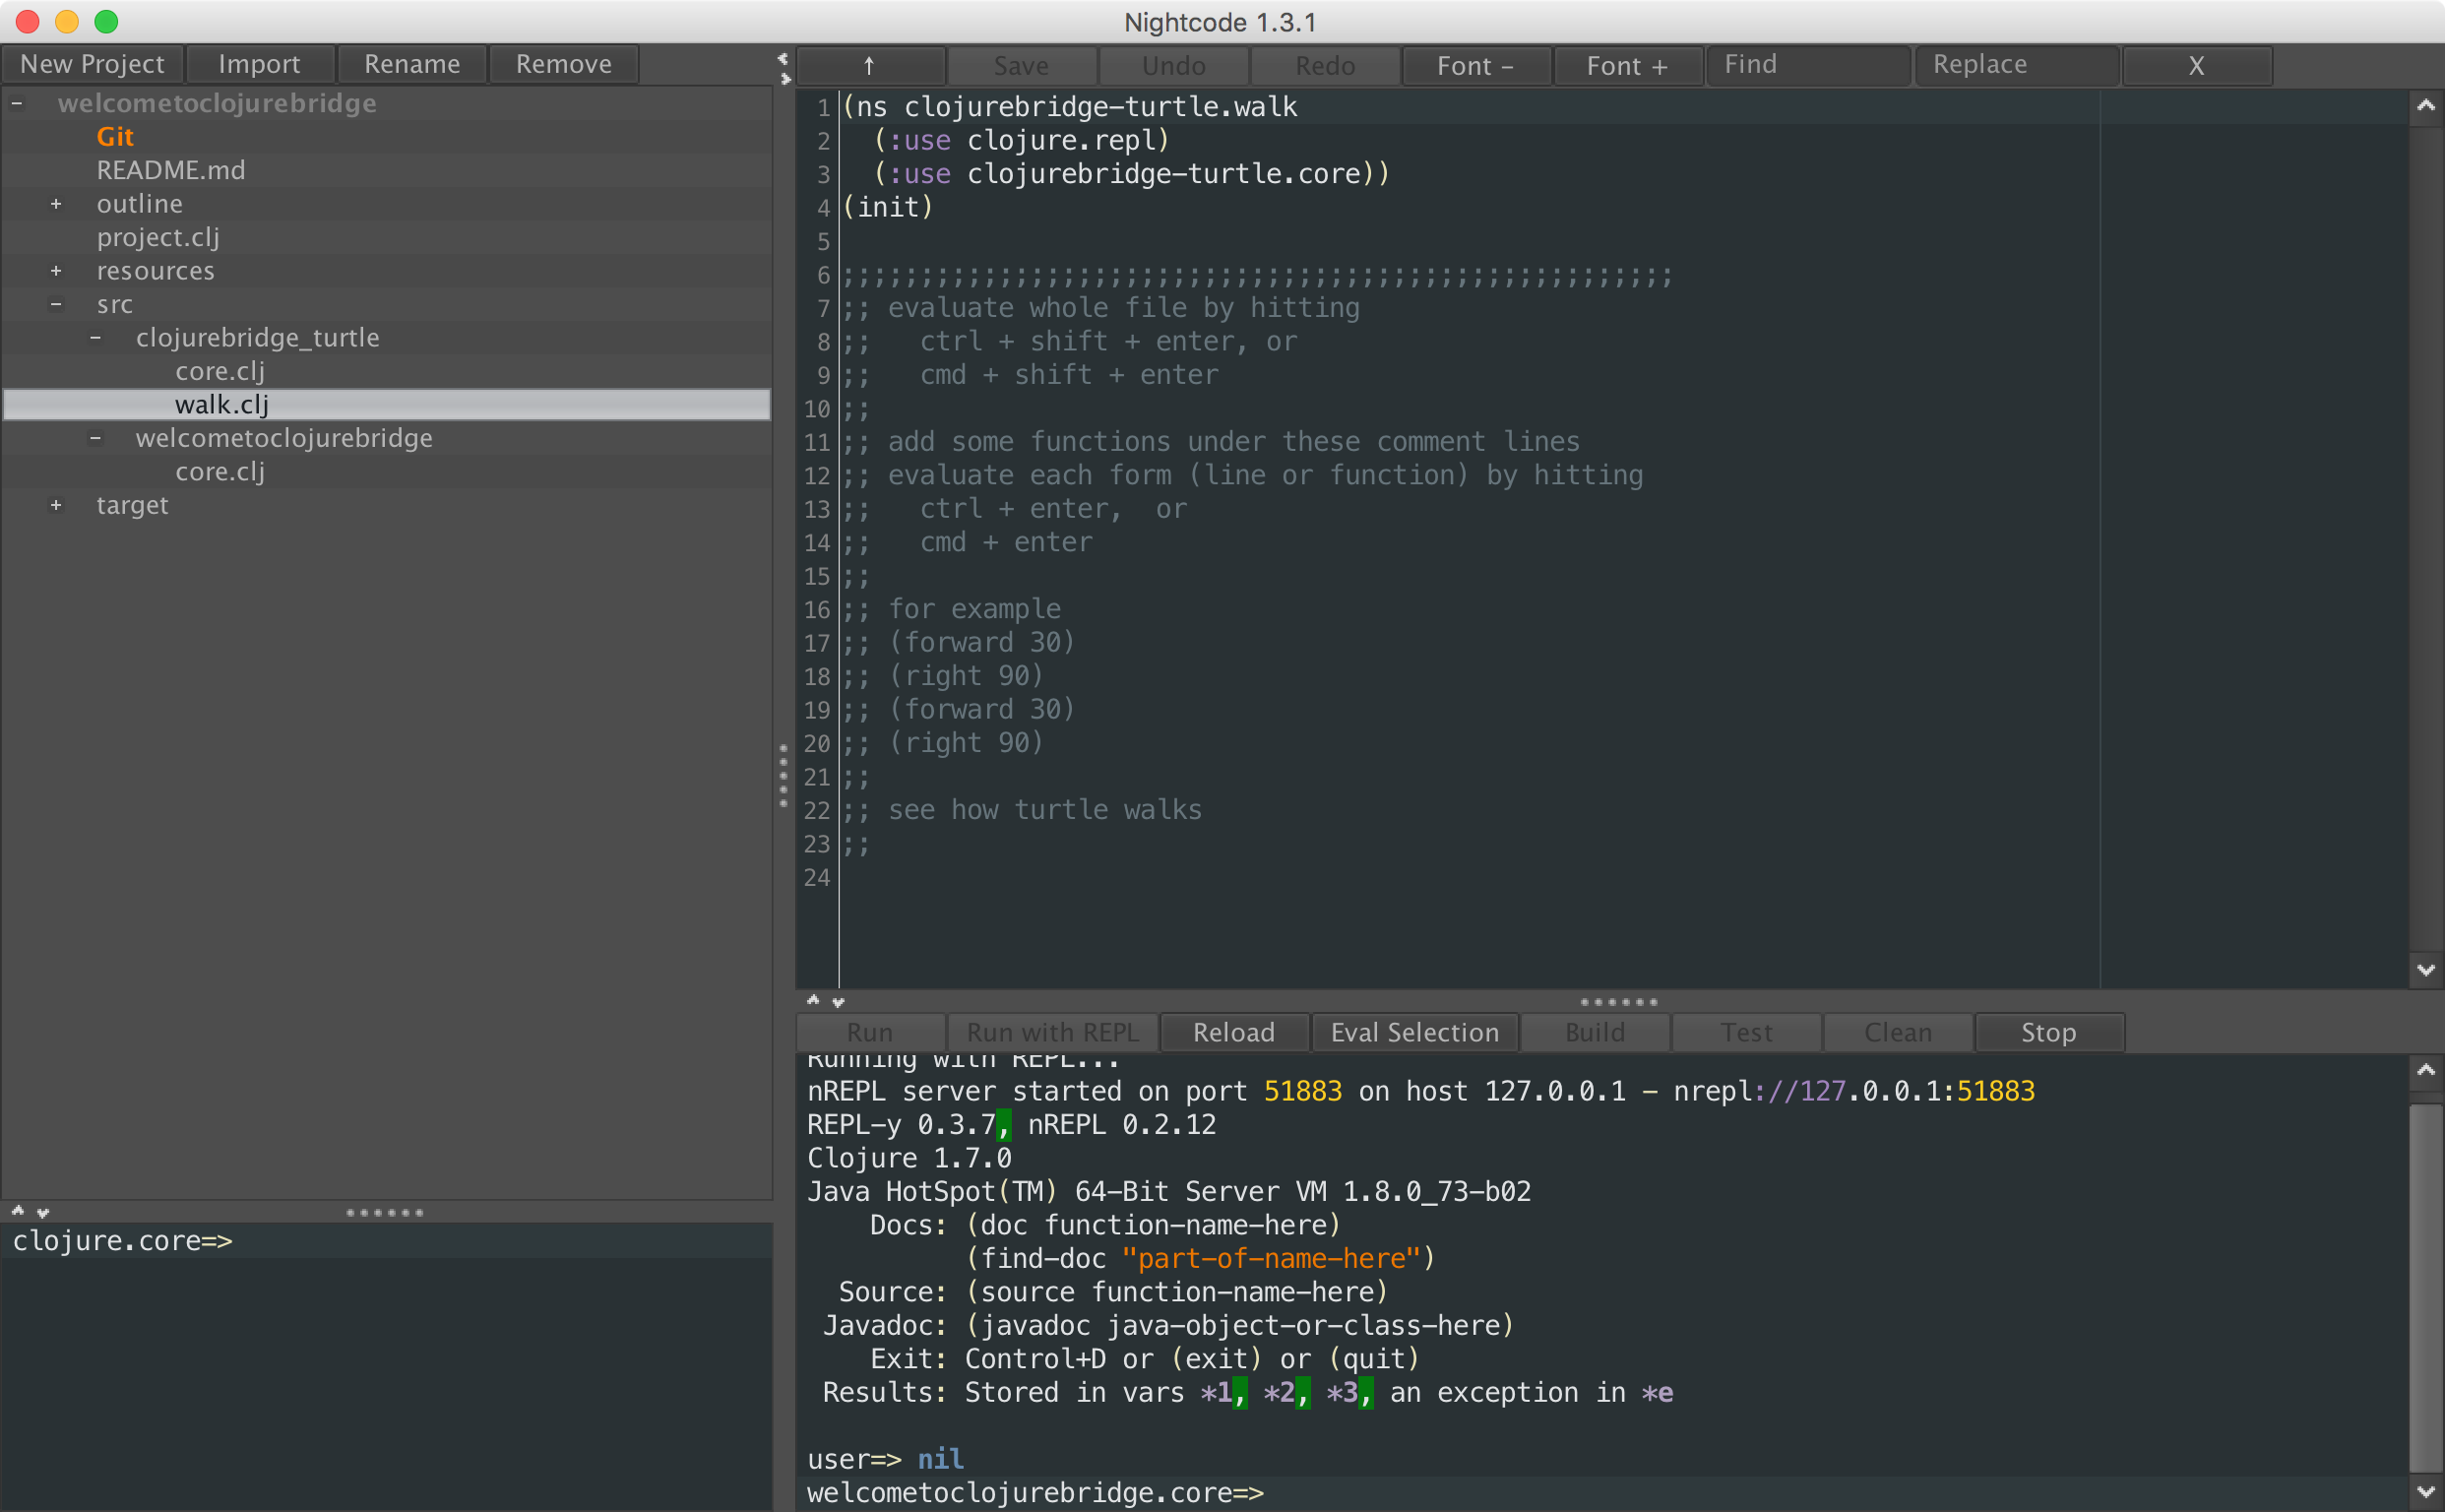 Nightcode 1.3.1
New Project Import Rename Remove
− welcometoclojurebridge
Git
README.md
+ outline
project.clj
+ resources
− src
− clojurebridge_turtle
core.clj
walk.clj
− welcometoclojurebridge
core.clj
+ target
clojure.core=>
↑ Save Undo Redo Font − Font + Find Replace X
1 (ns clojurebridge-turtle.walk
2   (:use clojure.repl)
3   (:use clojurebridge-turtle.core))
4 (init)
5
6 ;;;;;;;;;;;;;;;;;;;;;;;;;;;;;;;;;;;;;;;;;;;;;;;;;;;;;
7 ;; evaluate whole file by hitting
8 ;;   ctrl + shift + enter, or
9 ;;   cmd + shift + enter
10 ;;
11 ;; add some functions under these comment lines
12 ;; evaluate each form (line or function) by hitting
13 ;;   ctrl + enter,  or
14 ;;   cmd + enter
15 ;;
16 ;; for example
17 ;; (forward 30)
18 ;; (right 90)
19 ;; (forward 30)
20 ;; (right 90)
21 ;;
22 ;; see how turtle walks
23 ;;
24
Run Run with REPL Reload Eval Selection Build Test Clean Stop
Running with REPL...
nREPL server started on port 51883 on host 127.0.0.1 - nrepl://127.0.0.1:51883
REPL-y 0.3.7, nREPL 0.2.12
Clojure 1.7.0
Java HotSpot(TM) 64-Bit Server VM 1.8.0_73-b02
    Docs: (doc function-name-here)
          (find-doc "part-of-name-here")
  Source: (source function-name-here)
 Javadoc: (javadoc java-object-or-class-here)
    Exit: Control+D or (exit) or (quit)
 Results: Stored in vars *1, *2, *3, an exception in *e
user=> nil
welcometoclojurebridge.core=>